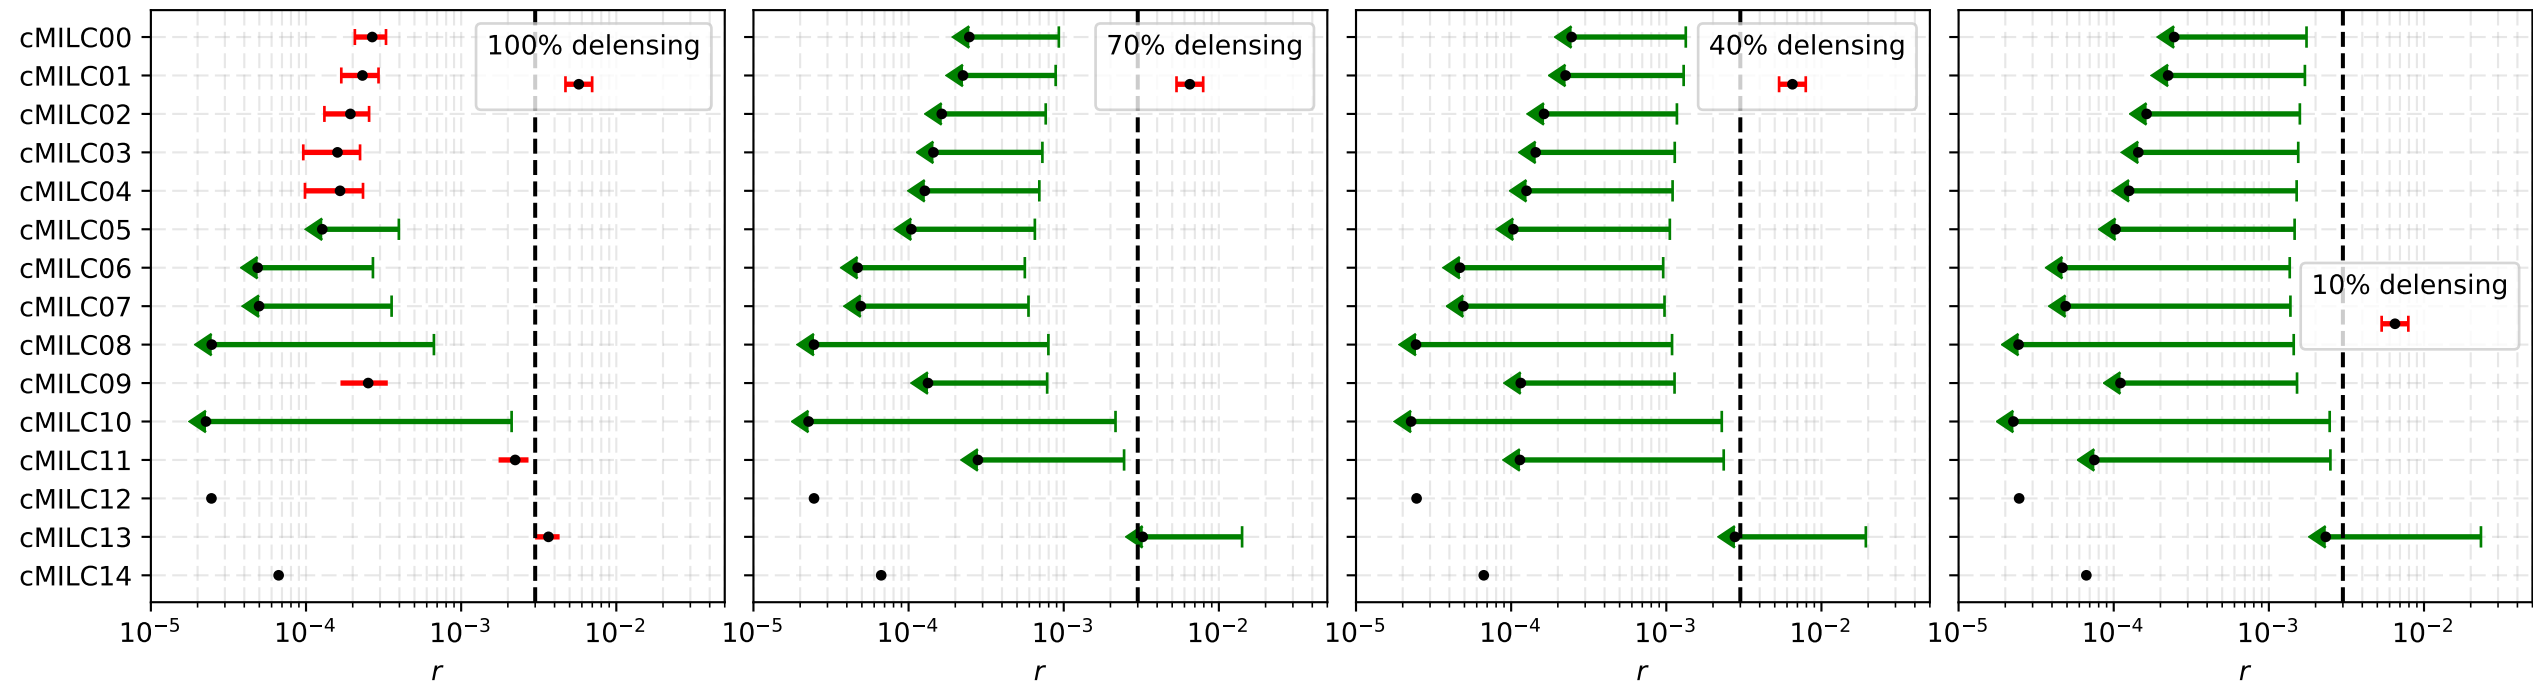 cMILC00
cMILC01
cMILC02
cMILC03
cMILC04
cMILC05
cMILC06
cMILC07
cMILC08
cMILC09
cMILC10
cMILC11
cMILC12
cMILC13
cMILC14
100% delensing
10⁻⁵ 10⁻⁴ 10⁻³ 10⁻²
r
70% delensing
10⁻⁵ 10⁻⁴ 10⁻³ 10⁻²
r
40% delensing
10⁻⁵ 10⁻⁴ 10⁻³ 10⁻²
r
10% delensing
10⁻⁵ 10⁻⁴ 10⁻³ 10⁻²
r